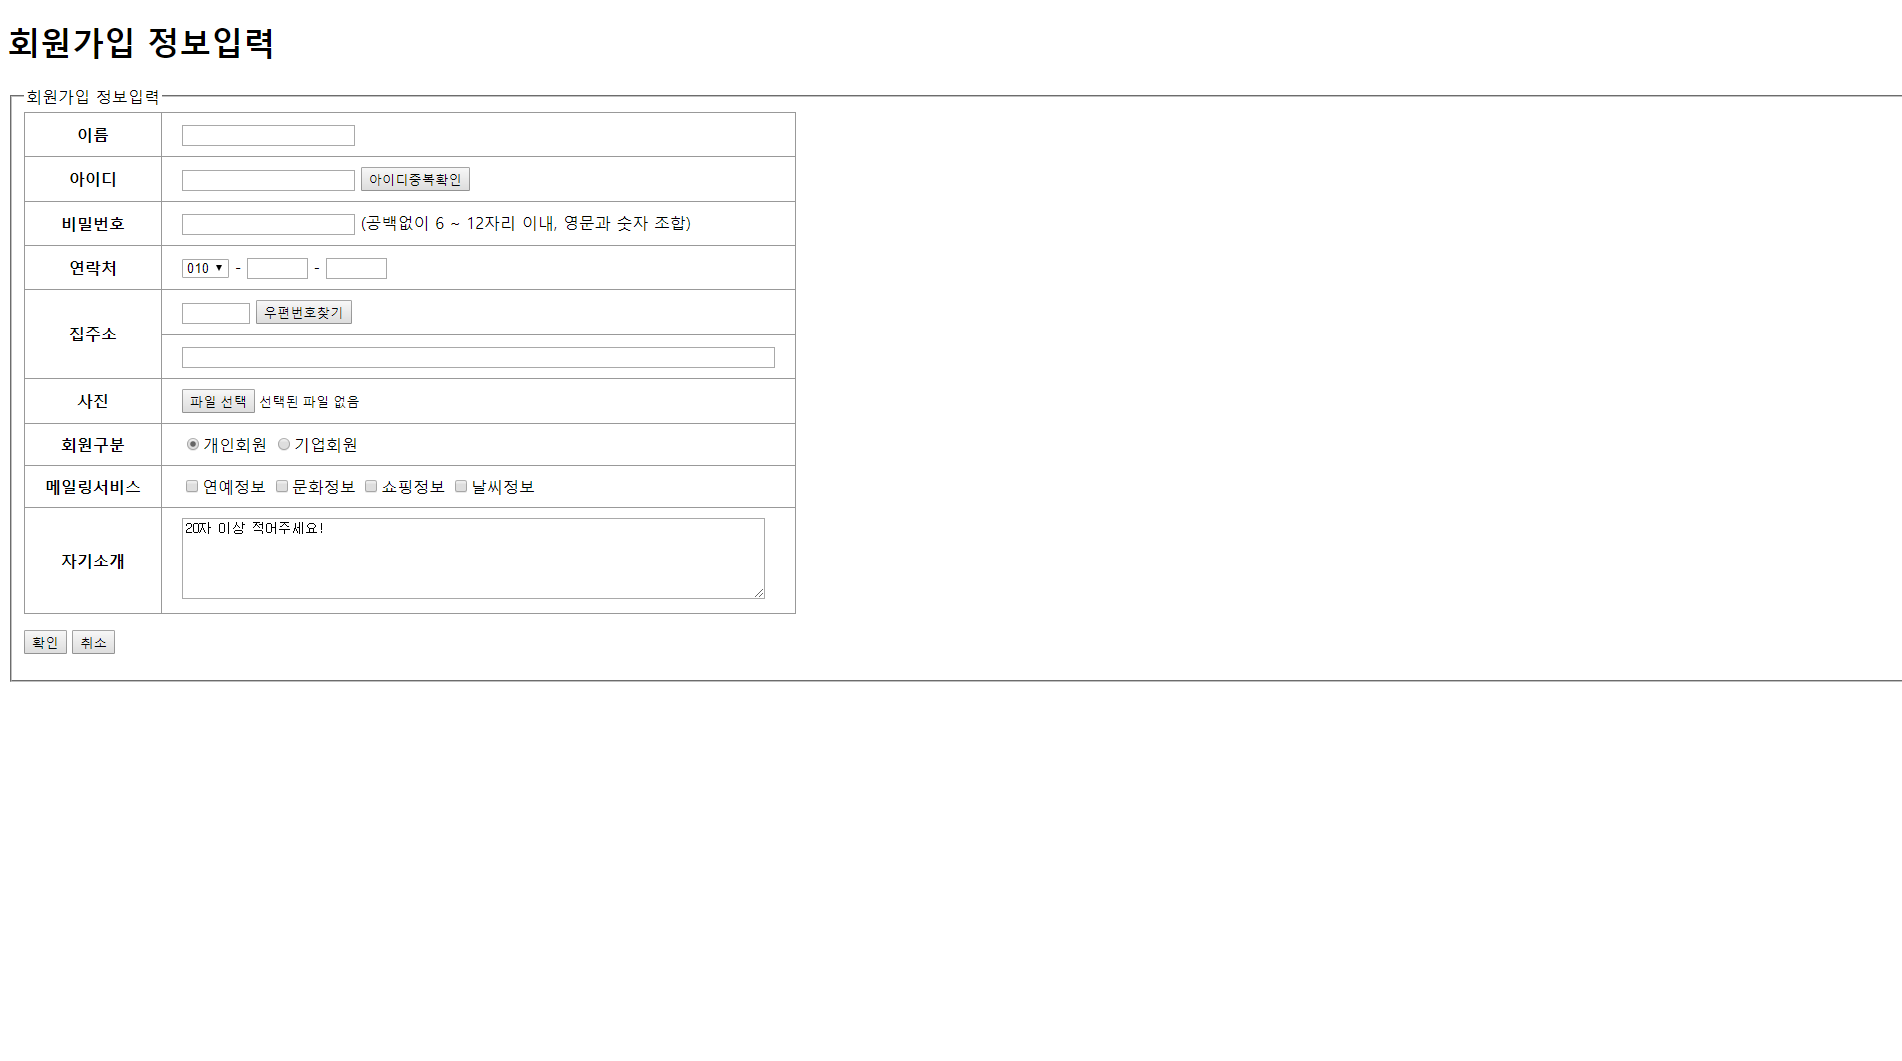 회원가입 정보입력
회원가입 정보입력
이름
아이디 아이디중복확인
비밀번호 (공백없이 6 ~ 12자리 이내, 영문과 숫자 조합)
연락처 010 - -
집주소 우편번호찾기
사진 파일 선택 선택된 파일 없음
회원구분 개인회원 기업회원
메일링서비스 연예정보 문화정보 쇼핑정보 날씨정보
자기소개 20자 이상 적어주세요!
확인 취소